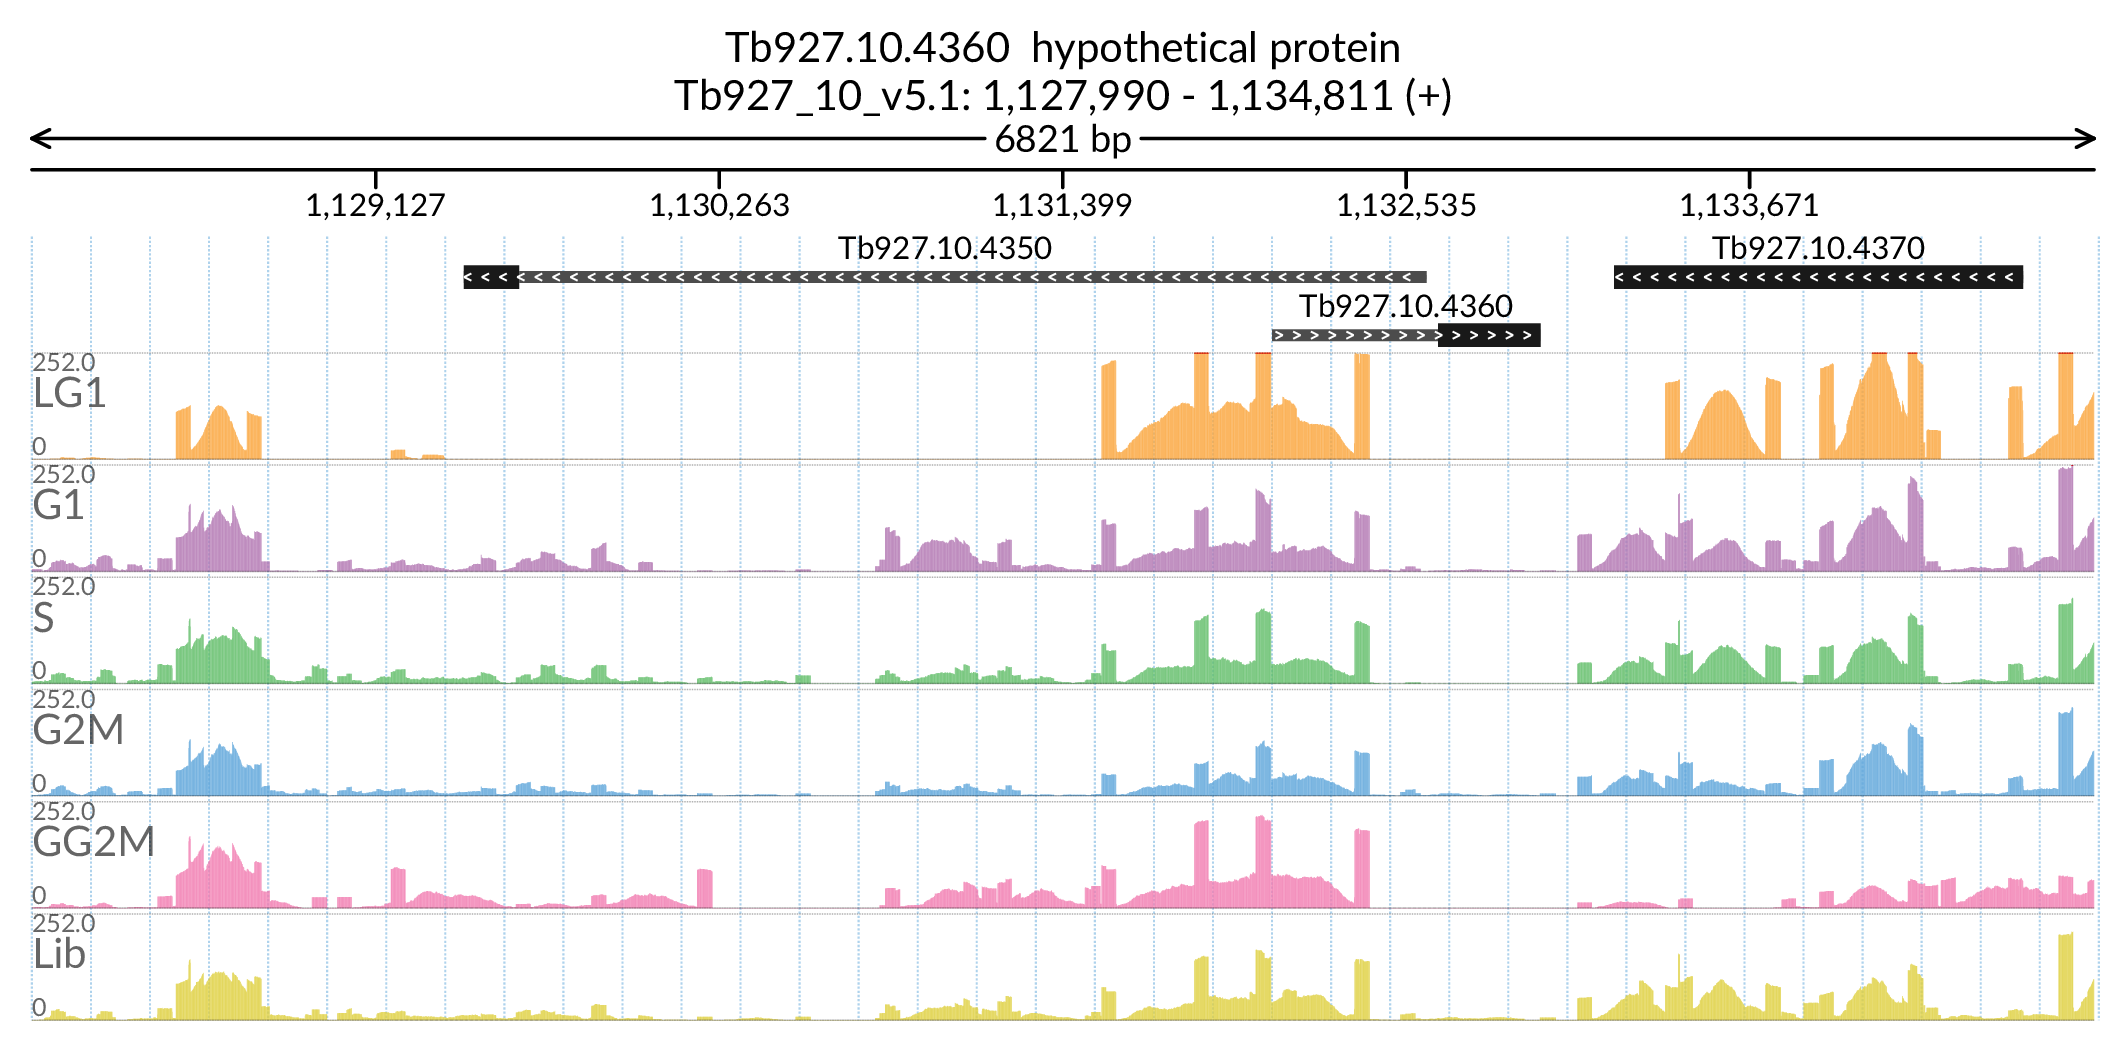 Tb927.10.4360 hypothetical protein
Tb927_10_v5.1: 1,127,990 - 1,134,811 (+)
6821 bp
1,129,127 1,130,263 1,131,399 1,132,535 1,133,671
Tb927.10.4350 Tb927.10.4370
Tb927.10.4360
252.0
LG1
0
252.0
G1
0
252.0
S
0
252.0
G2M
0
252.0
GG2M
0
252.0
Lib
0